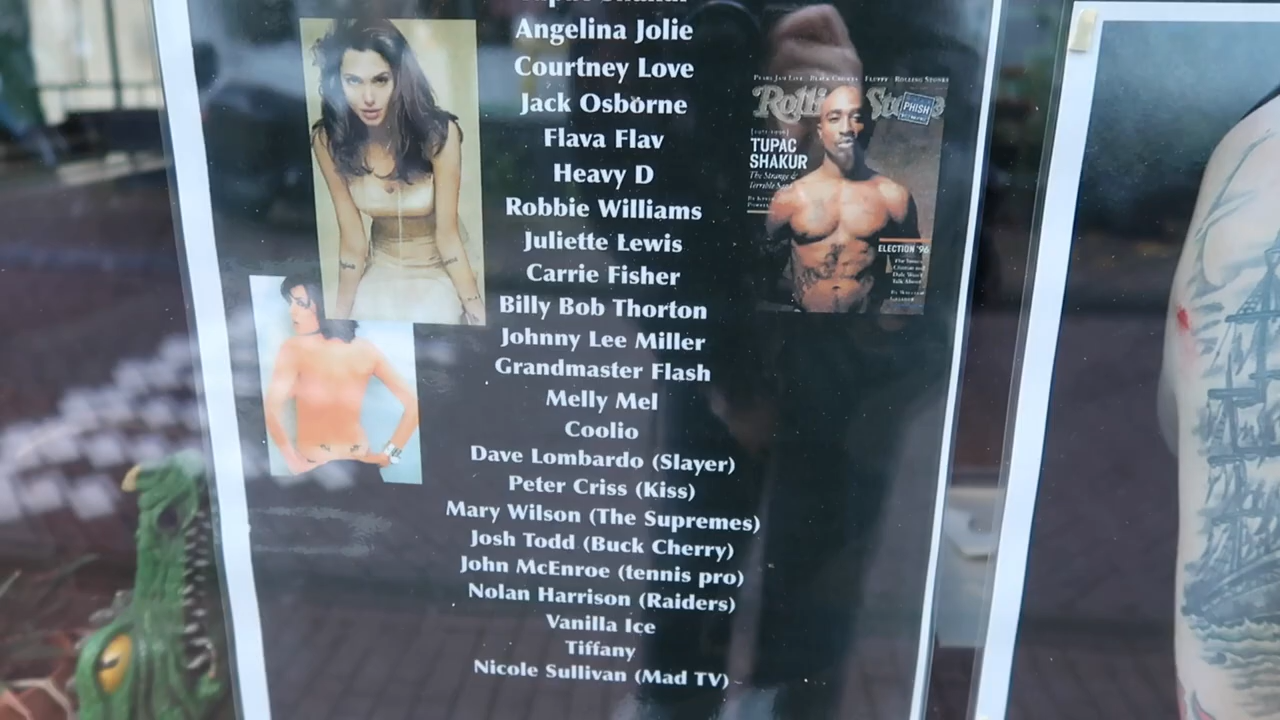 Angelina Jolie
Courtney Love
Jack Osborne
Flava Flav
Heavy D
Robbie Williams
Juliette Lewis
Carrie Fisher
Billy Bob Thorton
Johnny Lee Miller
Grandmaster Flash
Melly Mel
Coolio
Dave Lombardo (Slayer)
Peter Criss (Kiss)
Mary Wilson (The Supremes)
Josh Todd (Buck Cherry)
John McEnroe (tennis pro)
Nolan Harrison (Raiders)
Vanilla Ice
Tiffany
Nicole Sullivan (Mad TV)
PHISH
TUPAC
SHAKUR
The Strange &
Terrible
ELECTION '96